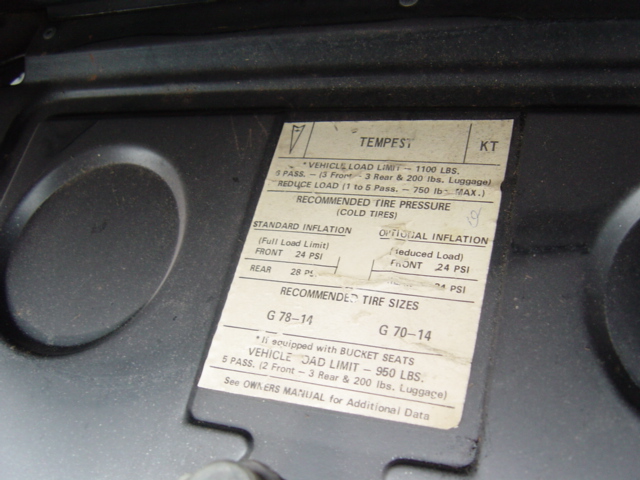 TEMPEST KT
* VEHICLE LOAD LIMIT — 1100 LBS.
5 PASS. — (3 Front — 3 Rear & 200 lbs. Luggage)
REDUCE LOAD (1 to 5 Pass. — 750 lbs. MAX.)
RECOMMENDED TIRE PRESSURE
(COLD TIRES)
STANDARD INFLATION OPTIONAL INFLATION
(Full Load Limit) (Reduced Load)
FRONT 24 PSI FRONT 24 PSI
REAR 28 PSI 24 PSI
RECOMMENDED TIRE SIZES
G 78—14 G 70—14
* If equipped with BUCKET SEATS
VEHICLE LOAD LIMIT — 950 LBS.
5 PASS. (2 Front — 3 Rear & 200 lbs. Luggage)
See OWNERS MANUAL for Additional Data